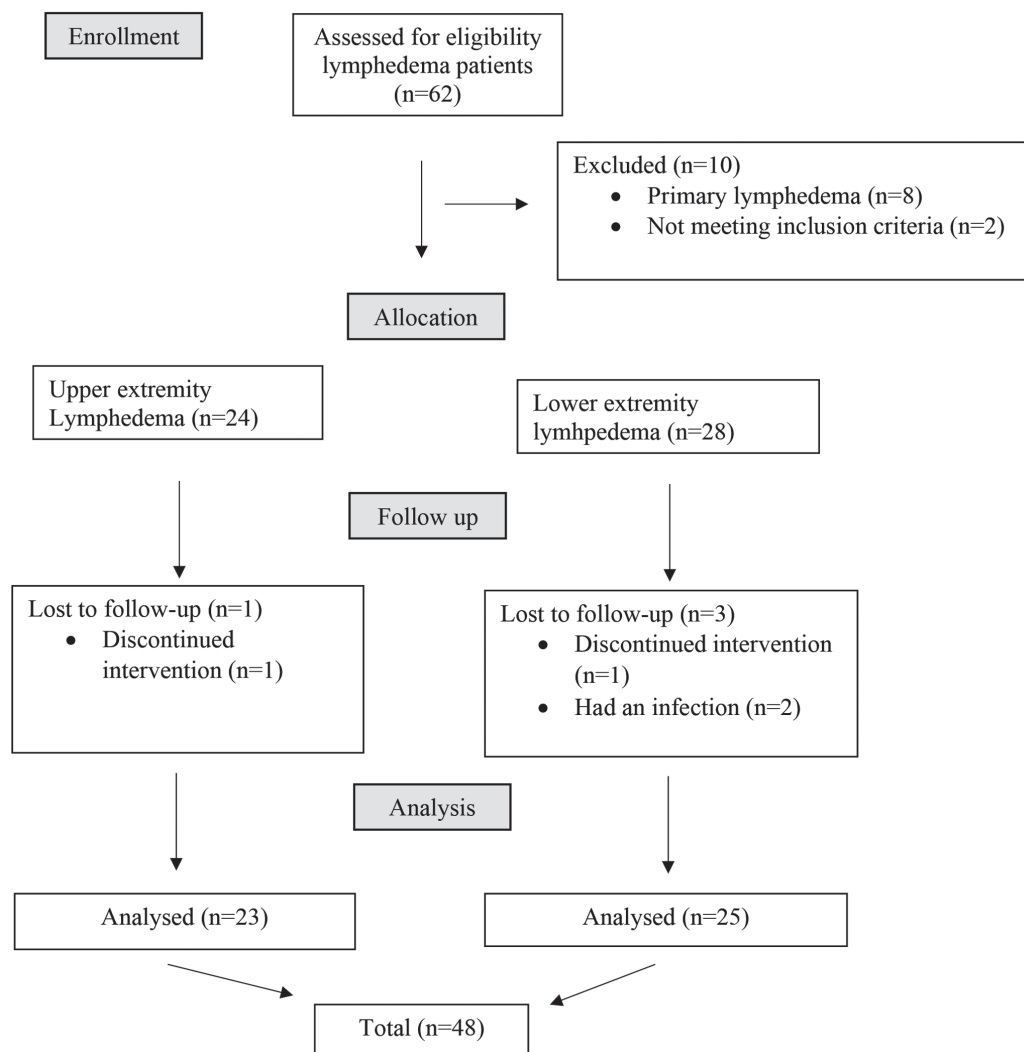 Enrollment
Assessed for eligibility
lymphedema patients
(n=62)
Excluded (n=10)
• Primary lymphedema (n=8)
• Not meeting inclusion criteria (n=2)
Allocation
Upper extremity
Lymphedema (n=24)
Lower extremity
lymhpedema (n=28)
Follow up
Lost to follow-up (n=1)
• Discontinued
intervention (n=1)
Lost to follow-up (n=3)
• Discontinued intervention
(n=1)
• Had an infection (n=2)
Analysis
Analysed (n=23)
Analysed (n=25)
Total (n=48)